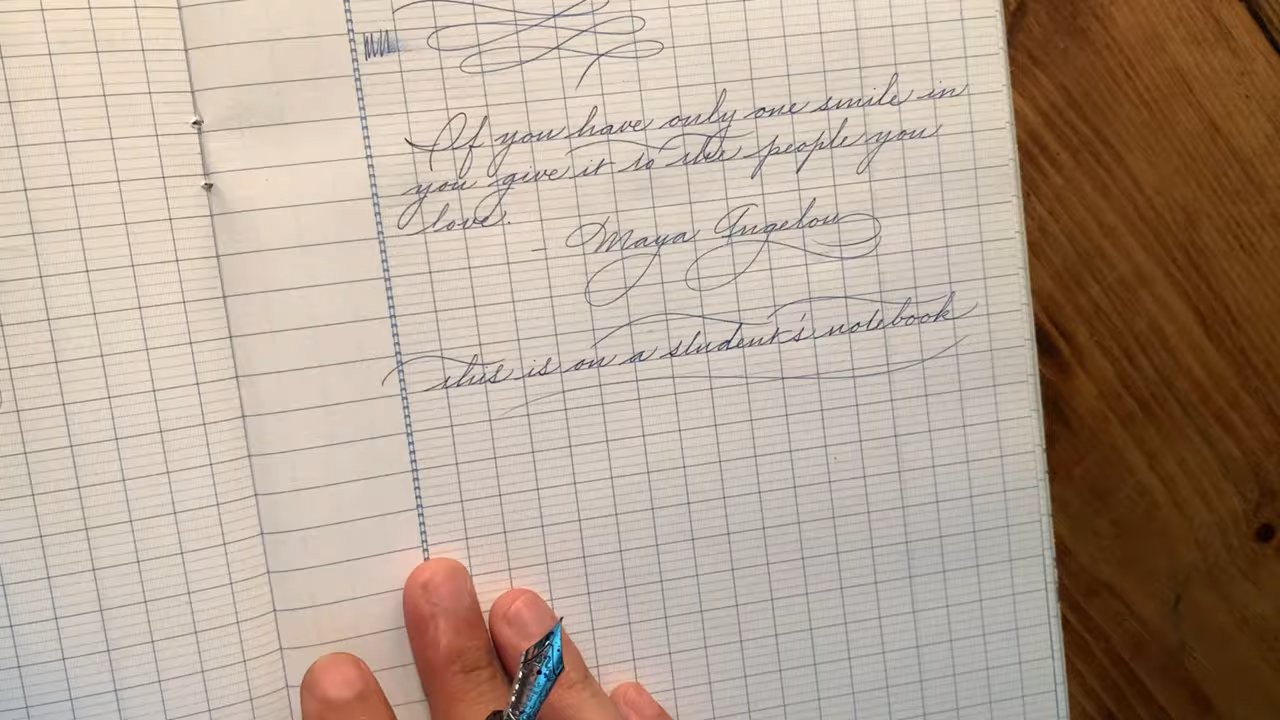 If you have only one smile in
you give it to the people you
love.
- Maya Angelou
this is on a student's notebook